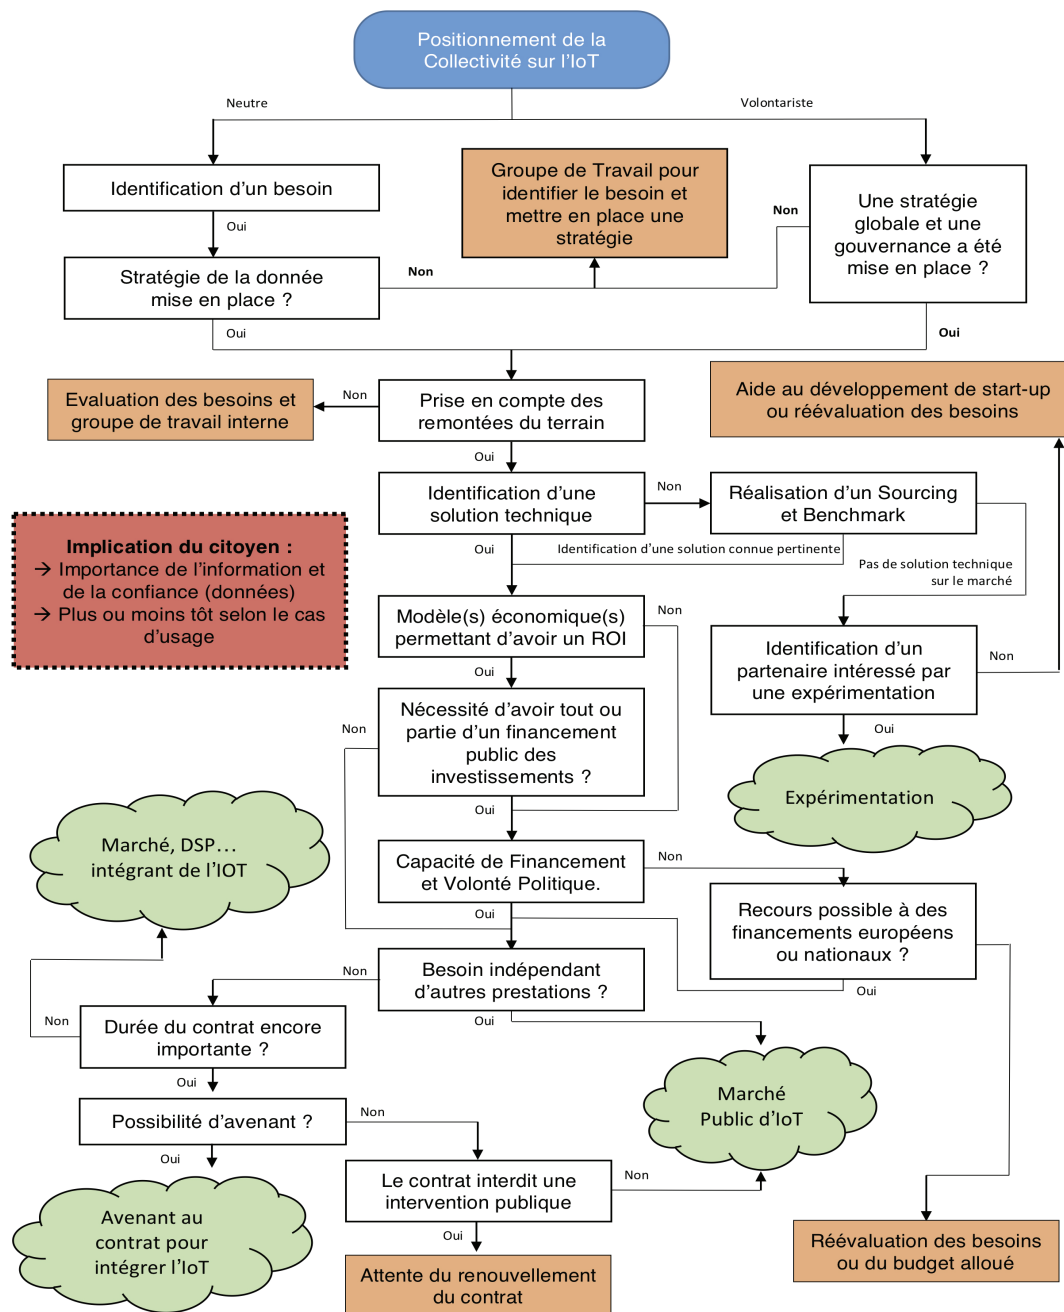 Positionnement de la
Collectivité sur l'IoT
Neutre
Volontariste
Identification d'un besoin
Groupe de Travail pour
identifier le besoin et
mettre en place une
stratégie
Non
Une stratégie
globale et une
gouvernance a été
mise en place ?
Oui
Stratégie de la donnée
mise en place ?
Non
Oui
Oui
Evaluation des besoins et
groupe de travail interne
Non
Prise en compte des
remontées du terrain
Aide au développement de start-up
ou réévaluation des besoins
Oui
Identification d'une
solution technique
Non
Réalisation d'un Sourcing
et Benchmark
Implication du citoyen :
→ Importance de l'information et
de la confiance (données)
→ Plus ou moins tôt selon le cas
d'usage
Oui
Identification d'une solution connue pertinente
Pas de solution technique
sur le marché
Modèle(s) économique(s)
permettant d'avoir un ROI
Non
Identification d'un
partenaire intéressé par
une expérimentation
Non
Oui
Nécessité d'avoir tout ou
partie d'un financement
public des
investissements ?
Non
Oui
Expérimentation
Oui
Marché, DSP…
intégrant de l'IOT
Capacité de Financement
et Volonté Politique.
Non
Oui
Recours possible à des
financements européens
ou nationaux ?
Oui
Besoin indépendant
d'autres prestations ?
Non
Oui
Non
Durée du contrat encore
importante ?
Oui
Marché
Public d'IoT
Possibilité d'avenant ?
Non
Oui
Le contrat interdit une
intervention publique
Non
Avenant au
contrat pour
intégrer l'IoT
Oui
Réévaluation des besoins
ou du budget alloué
Attente du renouvellement
du contrat